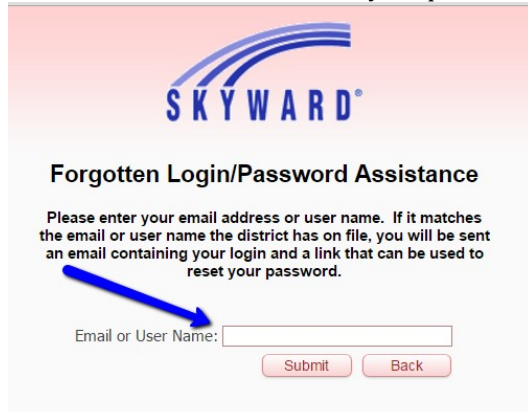 SKYWARD®
Forgotten Login/Password Assistance
Please enter your email address or user name. If it matches
the email or user name the district has on file, you will be sent
an email containing your login and a link that can be used to
reset your password.
Email or User Name:
Submit Back